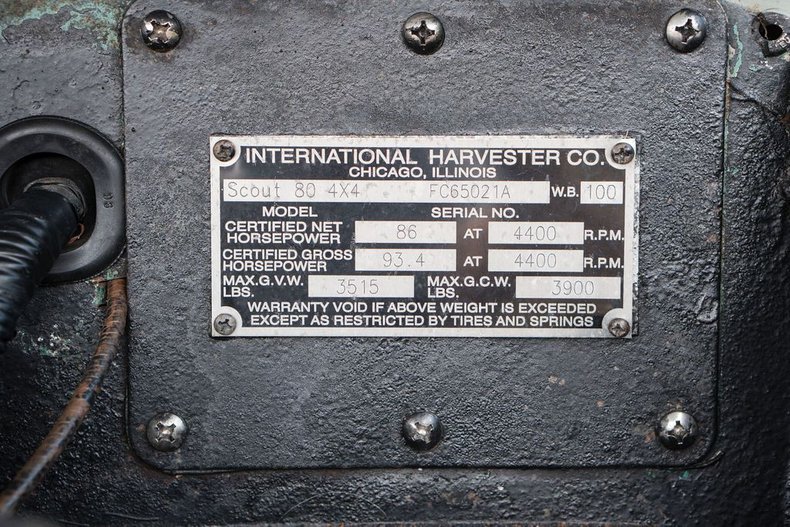 INTERNATIONAL HARVESTER CO.
CHICAGO, ILLINOIS
Scout 80 4X4 FC65021A W.B. 100
MODEL SERIAL NO.
CERTIFIED NET HORSEPOWER 86 AT 4400 R.P.M.
CERTIFIED GROSS HORSEPOWER 93.4 AT 4400 R.P.M.
MAX.G.V.W. LBS. 3515 MAX.G.C.W. LBS. 3900
WARRANTY VOID IF ABOVE WEIGHT IS EXCEEDED
EXCEPT AS RESTRICTED BY TIRES AND SPRINGS